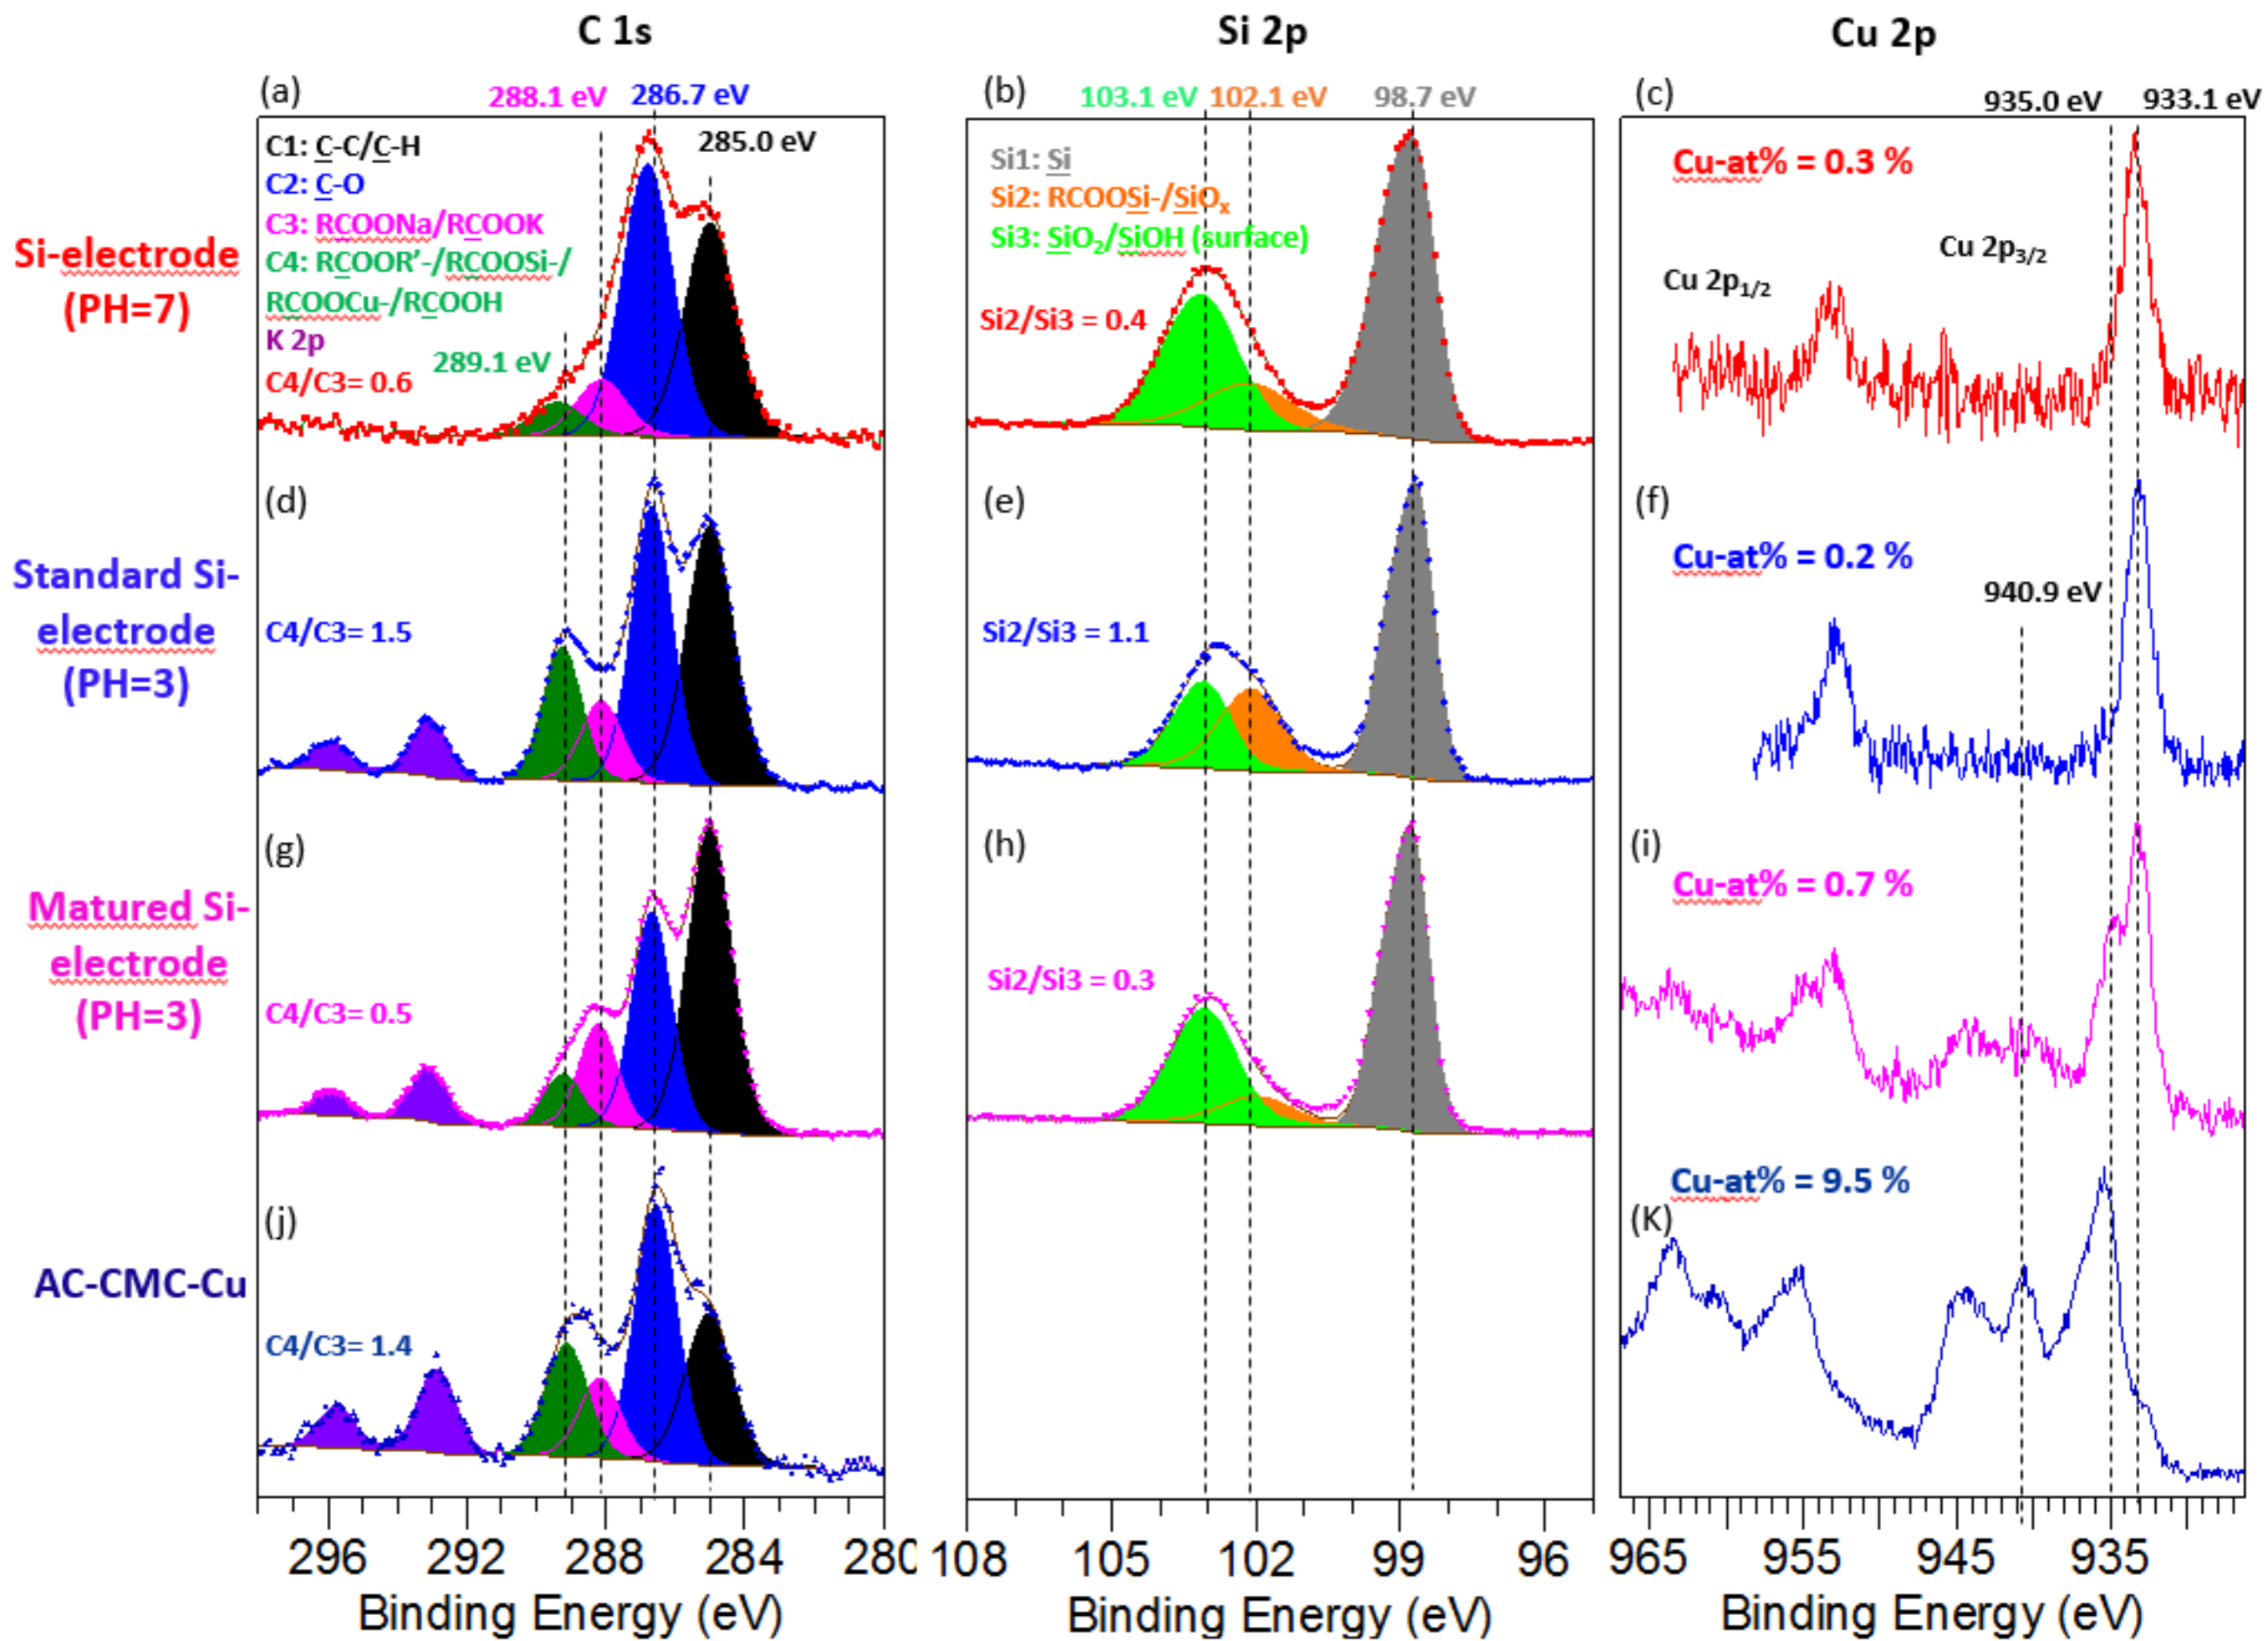 C 1s
Si 2p
Cu 2p
(a)
288.1 eV
286.7 eV
285.0 eV
C1: C-C/C-H
C2: C-O
C3: RCOONa/RCOOK
C4: RCOOR’-/RCOOSi-/
RCOOCu-/RCOOH
K 2p
289.1 eV
C4/C3= 0.6
(b)
103.1 eV
102.1 eV
98.7 eV
Si1: Si
Si2: RCOOSi-/SiOx
Si3: SiO2/SiOH (surface)
Si2/Si3 = 0.4
(c)
935.0 eV
933.1 eV
Cu-at% = 0.3 %
Cu 2p3/2
Cu 2p1/2
Si-electrode
(PH=7)
(d)
C4/C3= 1.5
(e)
Si2/Si3 = 1.1
(f)
Cu-at% = 0.2 %
940.9 eV
Standard Si-
electrode
(PH=3)
(g)
C4/C3= 0.5
(h)
Si2/Si3 = 0.3
(i)
Cu-at% = 0.7 %
Matured Si-
electrode
(PH=3)
(j)
C4/C3= 1.4
Cu-at% = 9.5 %
(K)
AC-CMC-Cu
296 292 288 284 280
108 105 102 99 96
965 955 945 935
Binding Energy (eV)
Binding Energy (eV)
Binding Energy (eV)